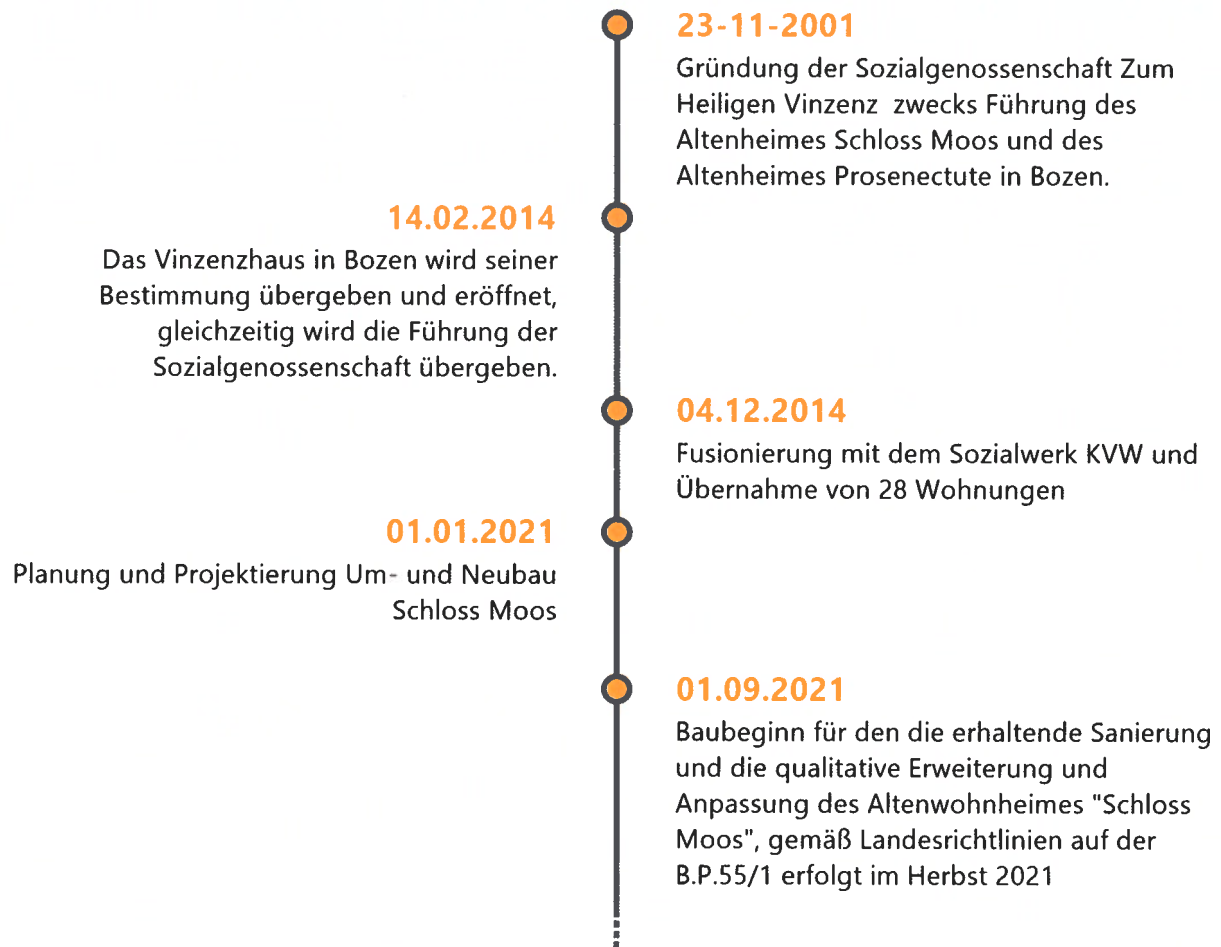 23-11-2001
Gründung der Sozialgenossenschaft Zum
Heiligen Vinzenz zwecks Führung des
Altenheimes Schloss Moos und des
Altenheimes Prosenectute in Bozen.
14.02.2014
Das Vinzenzhaus in Bozen wird seiner
Bestimmung übergeben und eröffnet,
gleichzeitig wird die Führung der
Sozialgenossenschaft übergeben.
04.12.2014
Fusionierung mit dem Sozialwerk KVW und
Übernahme von 28 Wohnungen
01.01.2021
Planung und Projektierung Um- und Neubau
Schloss Moos
01.09.2021
Baubeginn für den die erhaltende Sanierung
und die qualitative Erweiterung und
Anpassung des Altenwohnheimes "Schloss
Moos", gemäß Landesrichtlinien auf der
B.P.55/1 erfolgt im Herbst 2021